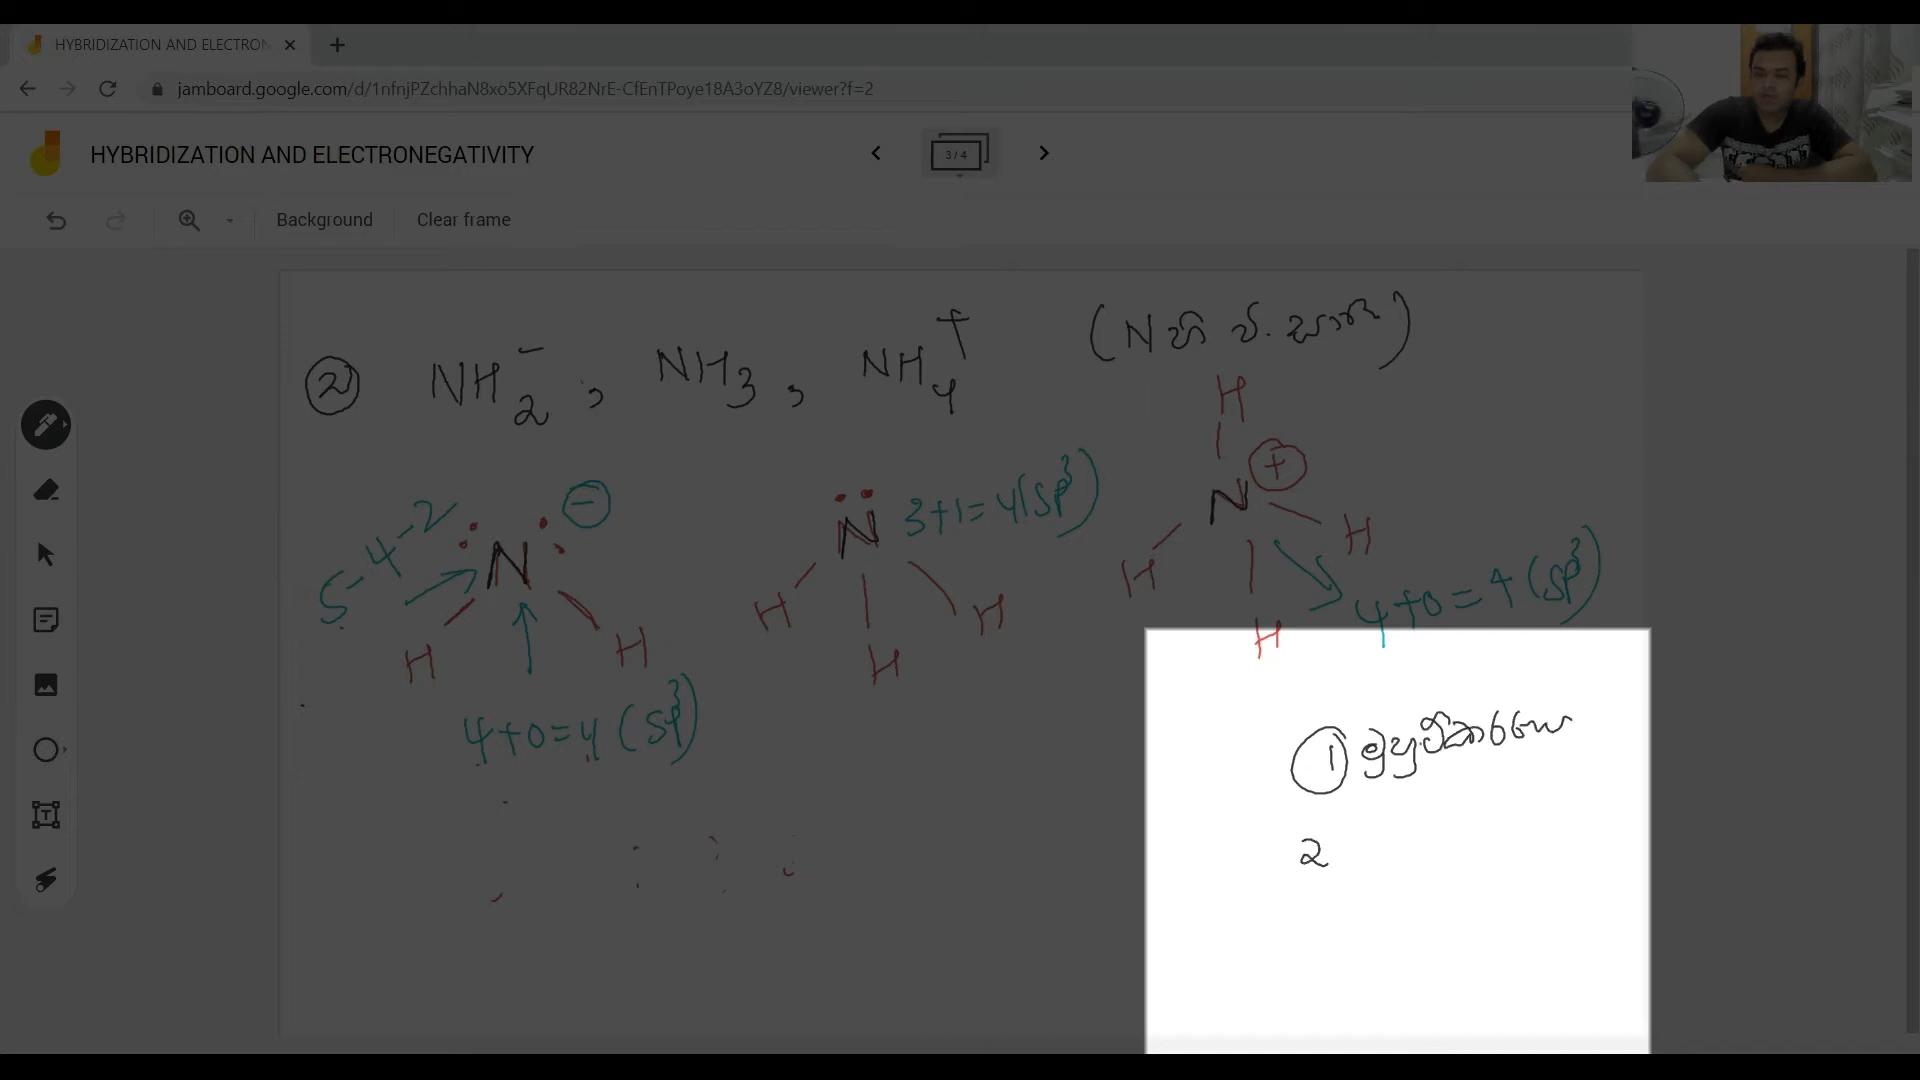 HYBRIDIZATION AND ELECTRON
jamboard.google.com/d/1nfnjPZchhaN8xo5XFqUR82NrE-CfEnTPoye18A3oYZ8/viewer?f=2
HYBRIDIZATION AND ELECTRONEGATIVITY
3 / 4
Background Clear frame
② NH₂⁻ , NH₃ , NH₄⁺ (N හි වි. සෘණ)
H
5-4-2 N ⊖
N 3+1=4(sp³)
N ⊕
H H
H H H
H H H
4+0=4 (sp³)
4+0=4 (sp³)
① මුහුම්කරණය
2